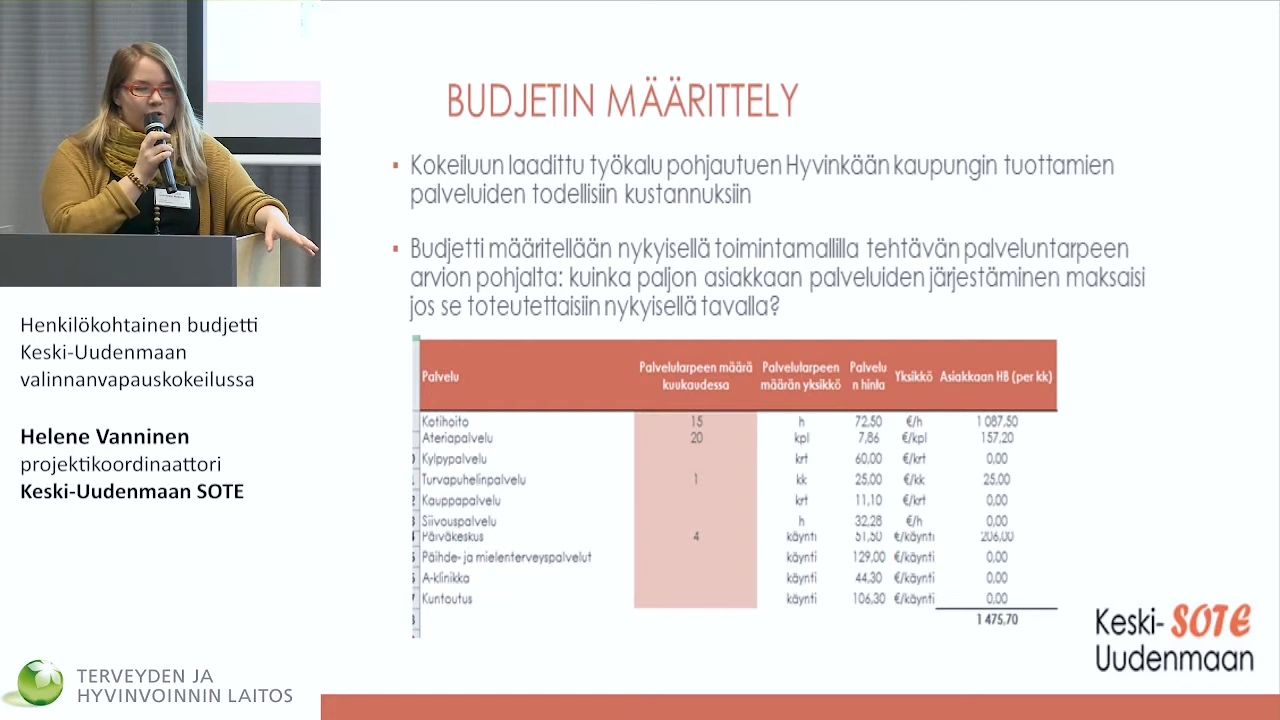 BUDJETIN MÄÄRITTELY
Kokeiluun laadittu työkalu pohjautuen Hyvinkään kaupungin tuottamien
palveluiden todellisiin kustannuksiin
Budjetti määritellään nykyisellä toimintamallilla tehtävän palveluntarpeen
arvion pohjalta: kuinka paljon asiakkaan palveluiden järjestäminen maksaisi
jos se toteutettaisiin nykyisellä tavalla?
Palvelu Palvelutarpeen määrä kuukaudessa Palvelutarpeen määrän yksikkö Palvelu n hinta Yksikkö Asiakkaan HB (per kk)
Kotihoito 15 h 72,50 €/h 1 087,50
Ateriapalvelu 20 kpl 7,86 €/kpl 157,20
Kylpypalvelu krt 60,00 €/krt 0,00
Turvapuhelinpalvelu 1 kk 25,00 €/kk 25,00
Kauppapalvelu krt 11,10 €/krt 0,00
Siivouspalvelu h 32,28 €/h 0,00
Päiväkeskus 4 käynti 51,50 €/käynti 206,00
Päihde- ja mielenterveyspalvelut käynti 129,00 €/käynti 0,00
A-klinikka käynti 44,30 €/käynti 0,00
Kuntoutus käynti 106,30 €/käynti 0,00
1 475,70
Keski-SOTE
Uudenmaan
Henkilökohtainen budjetti
Keski-Uudenmaan
valinnanvapauskokeilussa
Helene Vanninen
projektikoordinaattori
Keski-Uudenmaan SOTE
TERVEYDEN JA
HYVINVOINNIN LAITOS